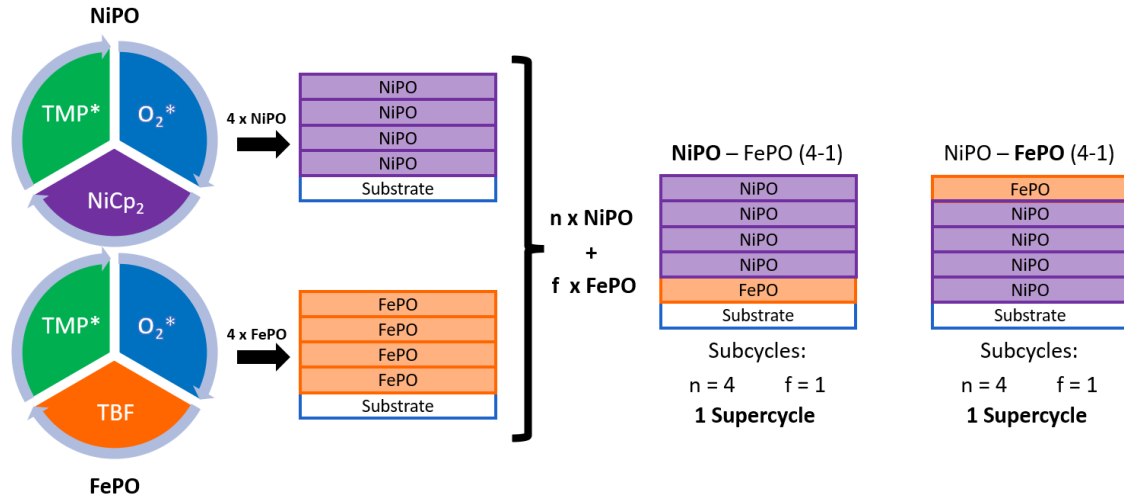 NiPO
TMP*
O₂*
NiCp₂
4 x NiPO
NiPO
NiPO
NiPO
NiPO
Substrate
TMP*
O₂*
TBF
FePO
4 x FePO
FePO
FePO
FePO
FePO
Substrate
n x NiPO
+
f x FePO
NiPO – FePO (4-1)
NiPO
NiPO
NiPO
NiPO
FePO
Substrate
Subcycles:
n = 4 f = 1
1 Supercycle
NiPO – FePO (4-1)
FePO
NiPO
NiPO
NiPO
NiPO
Substrate
Subcycles:
n = 4 f = 1
1 Supercycle